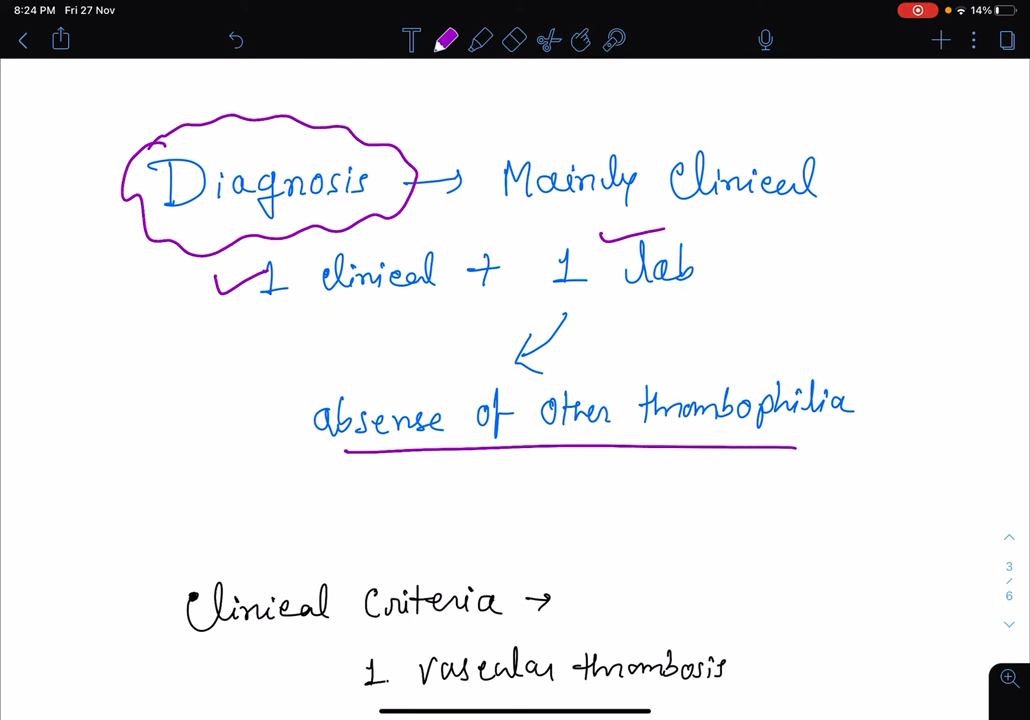 8:24 PM Fri 27 Nov
14%
T
Diagnosis → Mainly Clinical
1 clinical + 1 lab
absense of other thrombophilia
3
/
6
Clinical Criteria →
1. vascular thrombosis